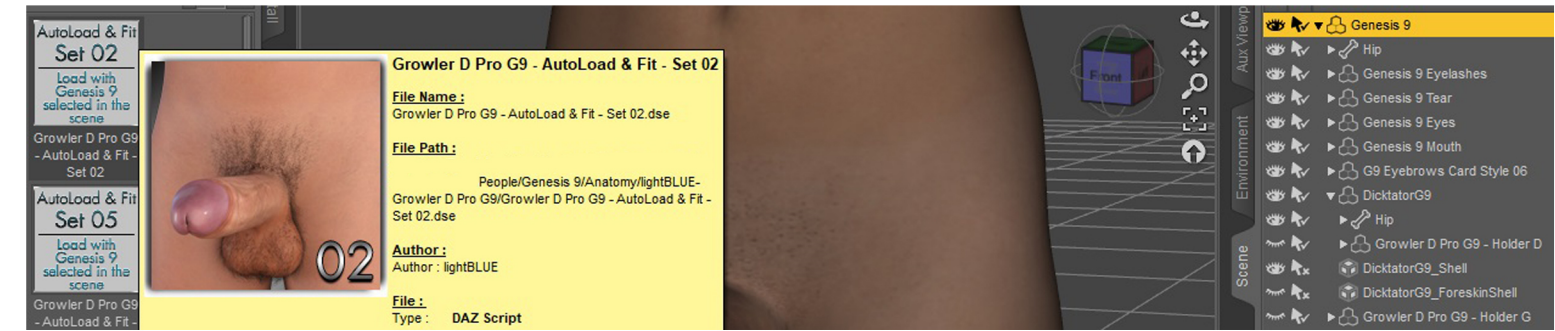 AutoLoad & Fit
Set 02
Load with
Genesis 9
selected in the
scene
Growler D Pro G9
- AutoLoad & Fit -
Set 02
AutoLoad & Fit
Set 05
Load with
Genesis 9
selected in the
scene
Growler D Pro G9
- AutoLoad & Fit -
02
Growler D Pro G9 - AutoLoad & Fit - Set 02
File Name :
Growler D Pro G9 - AutoLoad & Fit - Set 02.dse
File Path :
People/Genesis 9/Anatomy/lightBLUE-
Growler D Pro G9/Growler D Pro G9 - AutoLoad & Fit -
Set 02.dse
Author :
Author : lightBLUE
File :
Type : DAZ Script
Front
Aux Viewp
Environment
Scene
Genesis 9
Hip
Genesis 9 Eyelashes
Genesis 9 Tear
Genesis 9 Eyes
Genesis 9 Mouth
G9 Eyebrows Card Style 06
DicktatorG9
Hip
Growler D Pro G9 - Holder D
DicktatorG9_Shell
DicktatorG9_ForeskinShell
Growler D Pro G9 - Holder G